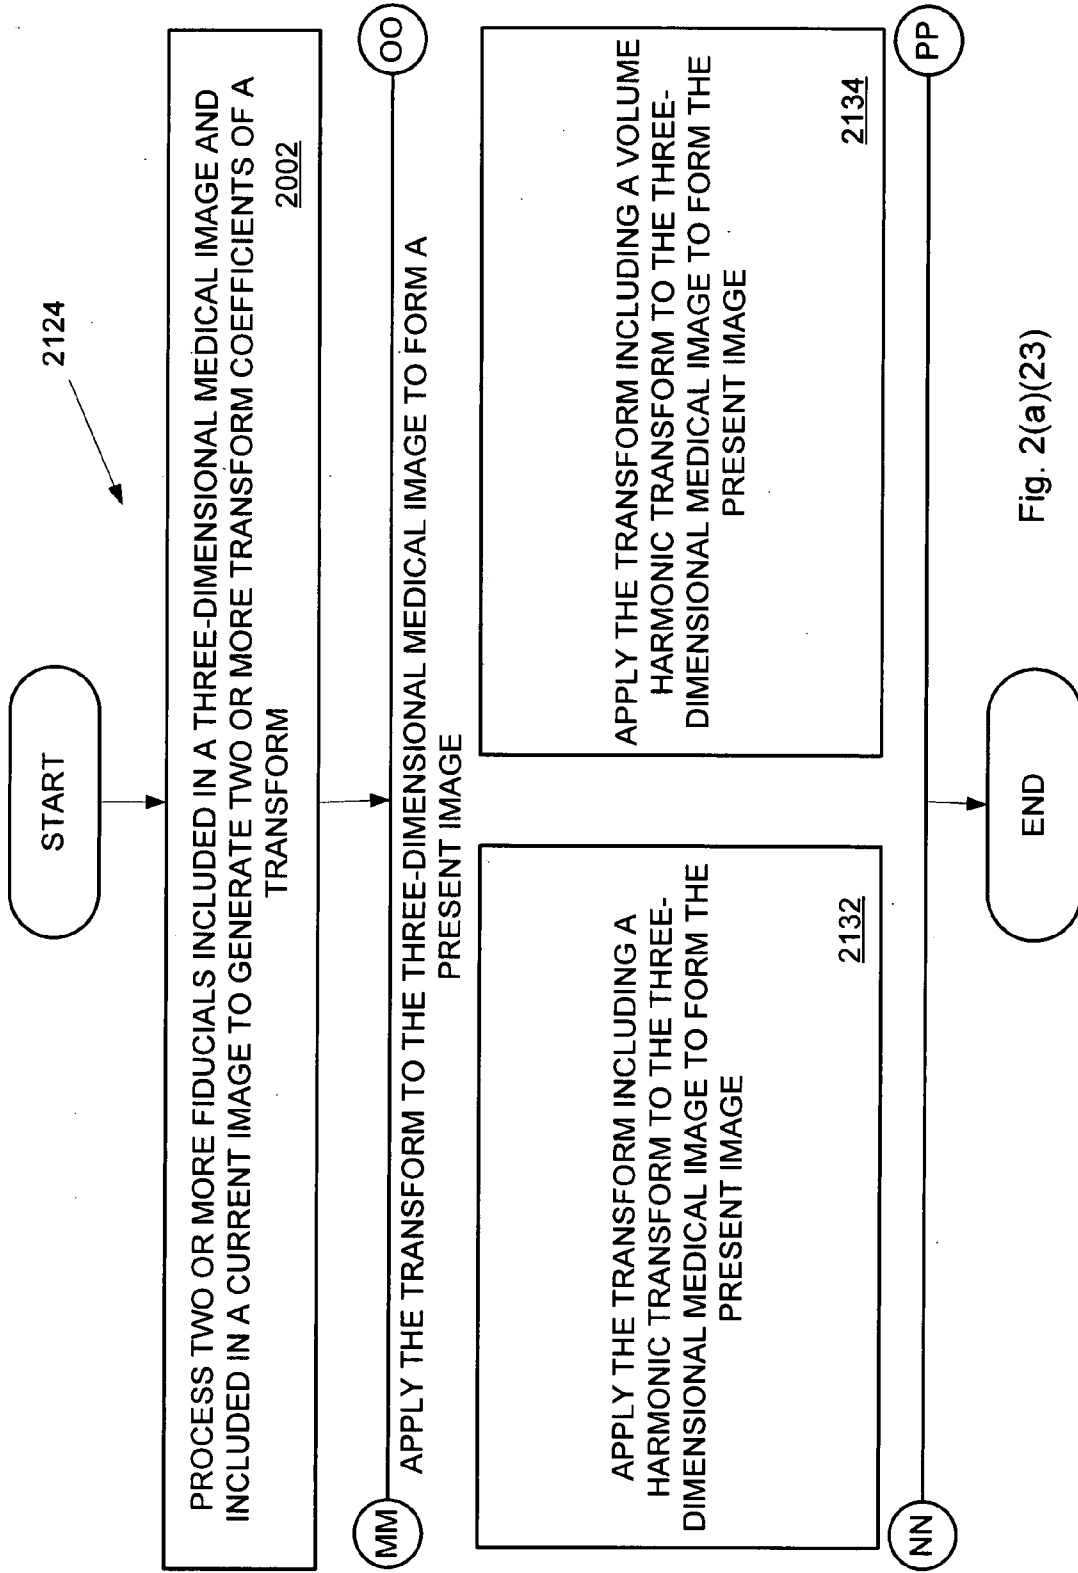 2124
START
PROCESS TWO OR MORE FIDUCIALS INCLUDED IN A THREE-DIMENSIONAL MEDICAL IMAGE AND
INCLUDED IN A CURRENT IMAGE TO GENERATE TWO OR MORE TRANSFORM COEFFICIENTS OF A
TRANSFORM
2002
MM
OO
APPLY THE TRANSFORM TO THE THREE-DIMENSIONAL MEDICAL IMAGE TO FORM A
PRESENT IMAGE
APPLY THE TRANSFORM INCLUDING A
HARMONIC TRANSFORM TO THE THREE-
DIMENSIONAL MEDICAL IMAGE TO FORM THE
PRESENT IMAGE
2132
APPLY THE TRANSFORM INCLUDING A VOLUME
HARMONIC TRANSFORM TO THE THREE-
DIMENSIONAL MEDICAL IMAGE TO FORM THE
PRESENT IMAGE
2134
NN
PP
END
Fig. 2(a)(23)